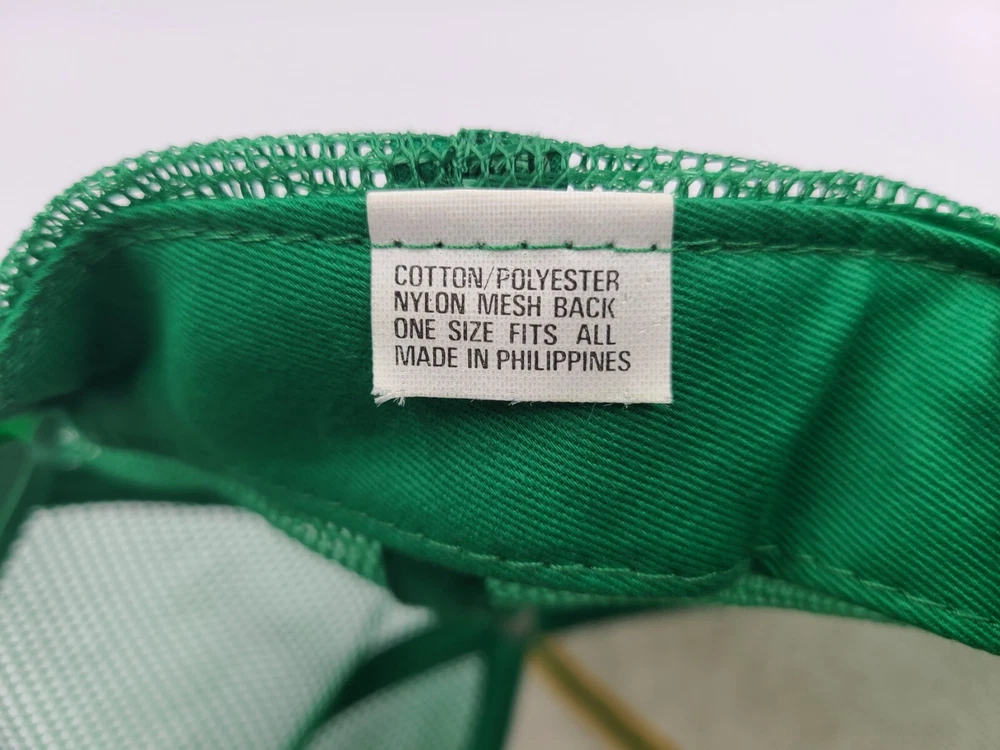 COTTON/POLYESTER
NYLON MESH BACK
ONE SIZE FITS ALL
MADE IN PHILIPPINES